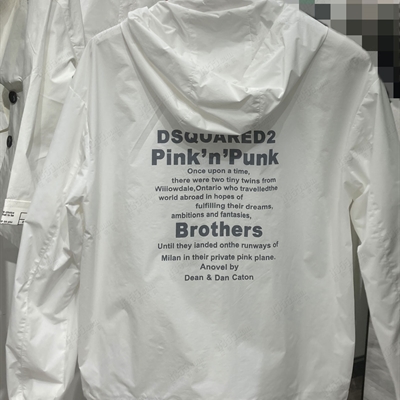 DSQUARED2
Pink'n'Punk
Once upon a time,
there were two tiny twins from
Willowdale,Ontario who travelledthe
world abroad in hopes of
fulfilling their dreams,
ambitions and fantasies,
Brothers
Until they landed onthe runways of
Milan in their private pink plane.
Anovel by
Dean & Dan Caton